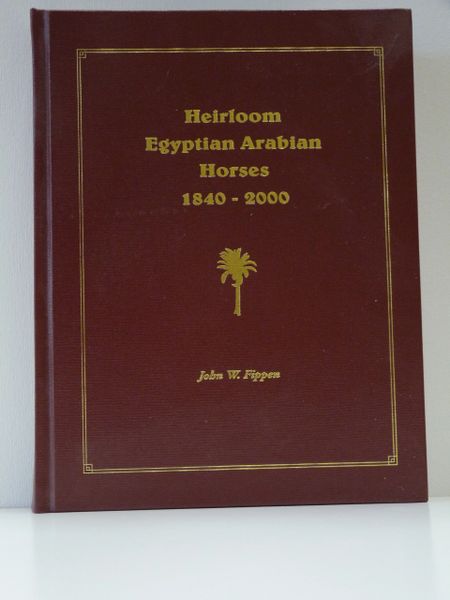 Heirloom
Egyptian Arabian
Horses
1840 - 2000
John W. Fippen